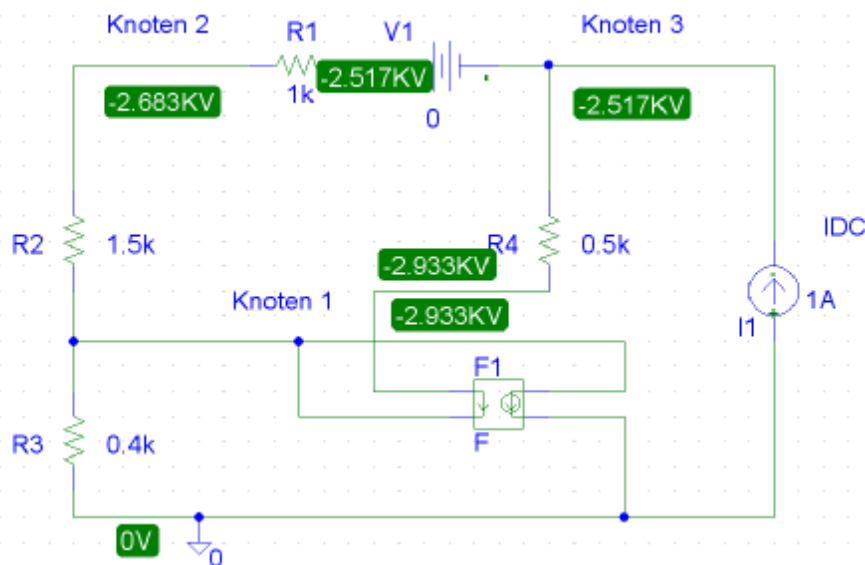 Knoten 2
R1
V1
Knoten 3
-2.683KV
1k
-2.517KV
0
-2.517KV
R2
1.5k
R4
0.5k
IDC
-2.933KV
Knoten 1
-2.933KV
I1
1A
F1
R3
0.4k
F
0V
0